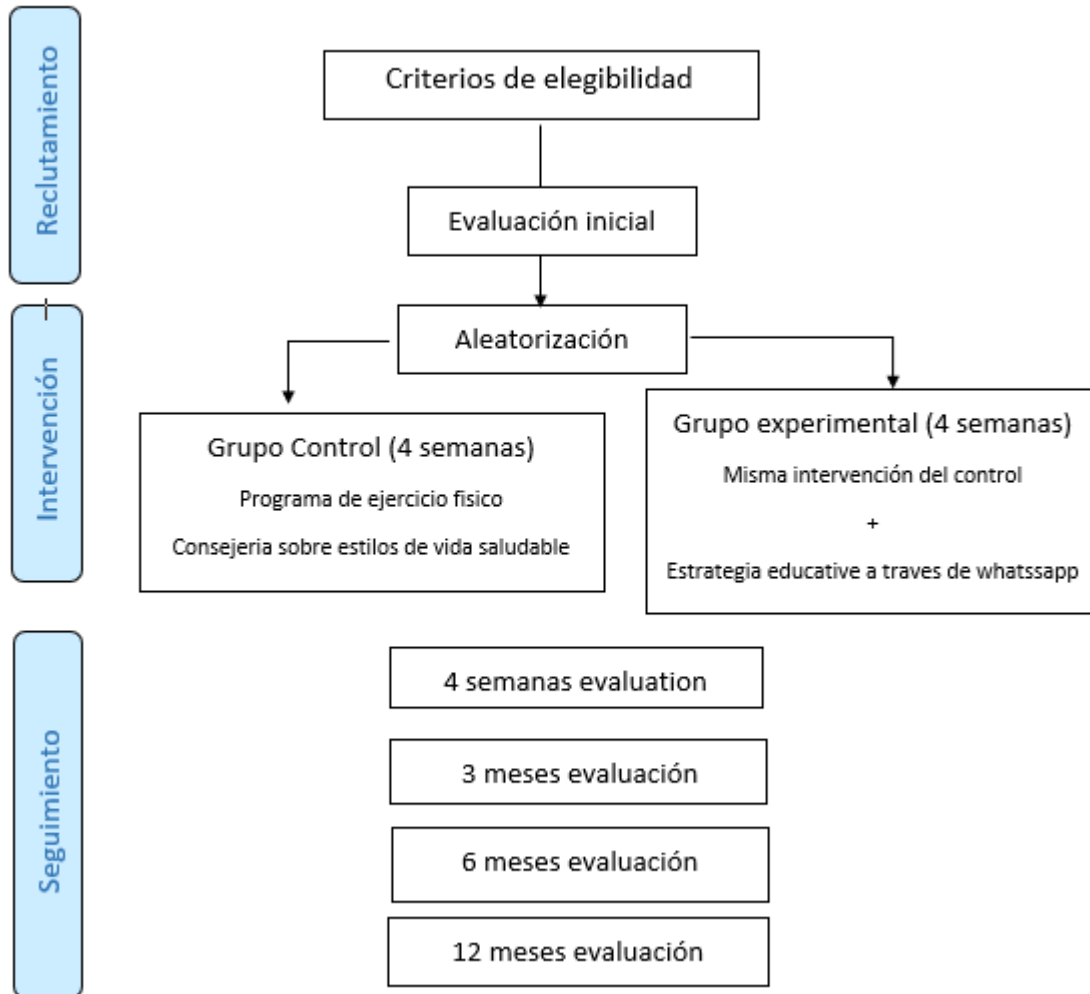 Reclutamiento
Criterios de elegibilidad
Evaluación inicial
Intervención
Aleatorización
Grupo Control (4 semanas)
Programa de ejercicio fisico
Consejeria sobre estilos de vida saludable
Grupo experimental (4 semanas)
Misma intervención del control
+
Estrategia educative a traves de whatssapp
Seguimiento
4 semanas evaluation
3 meses evaluación
6 meses evaluación
12 meses evaluación